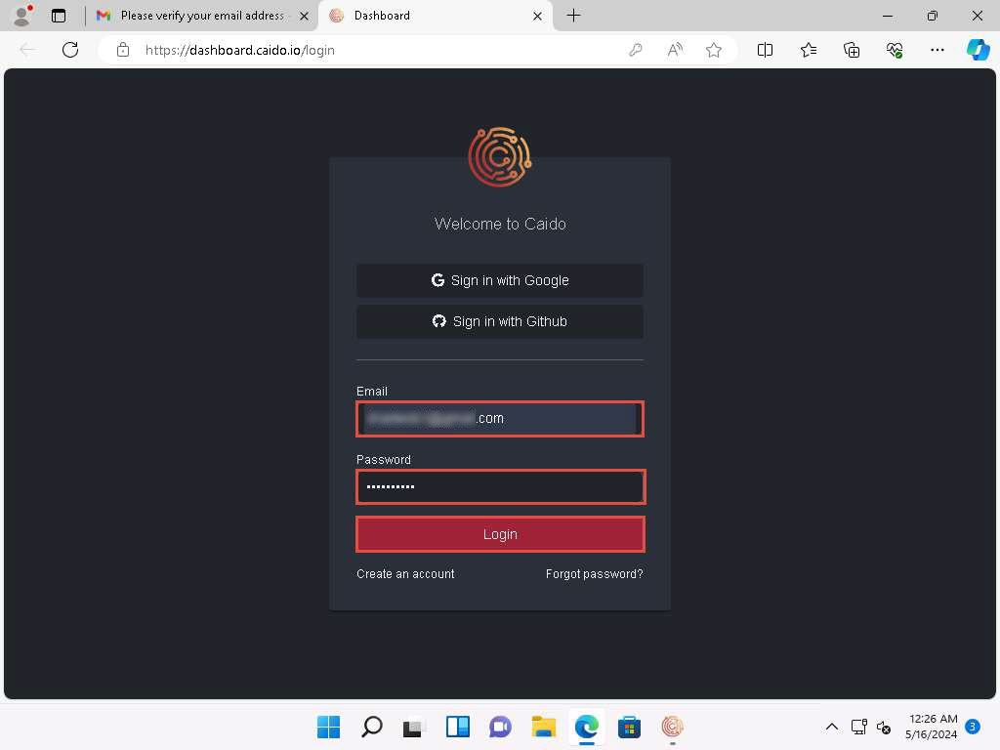 Please verify your email address -
Dashboard
https://dashboard.caido.io/login
Welcome to Caido
Sign in with Google
Sign in with Github
Email
.com
Password
••••••••••
Login
Create an account
Forgot password?
12:26 AM
5/16/2024
3